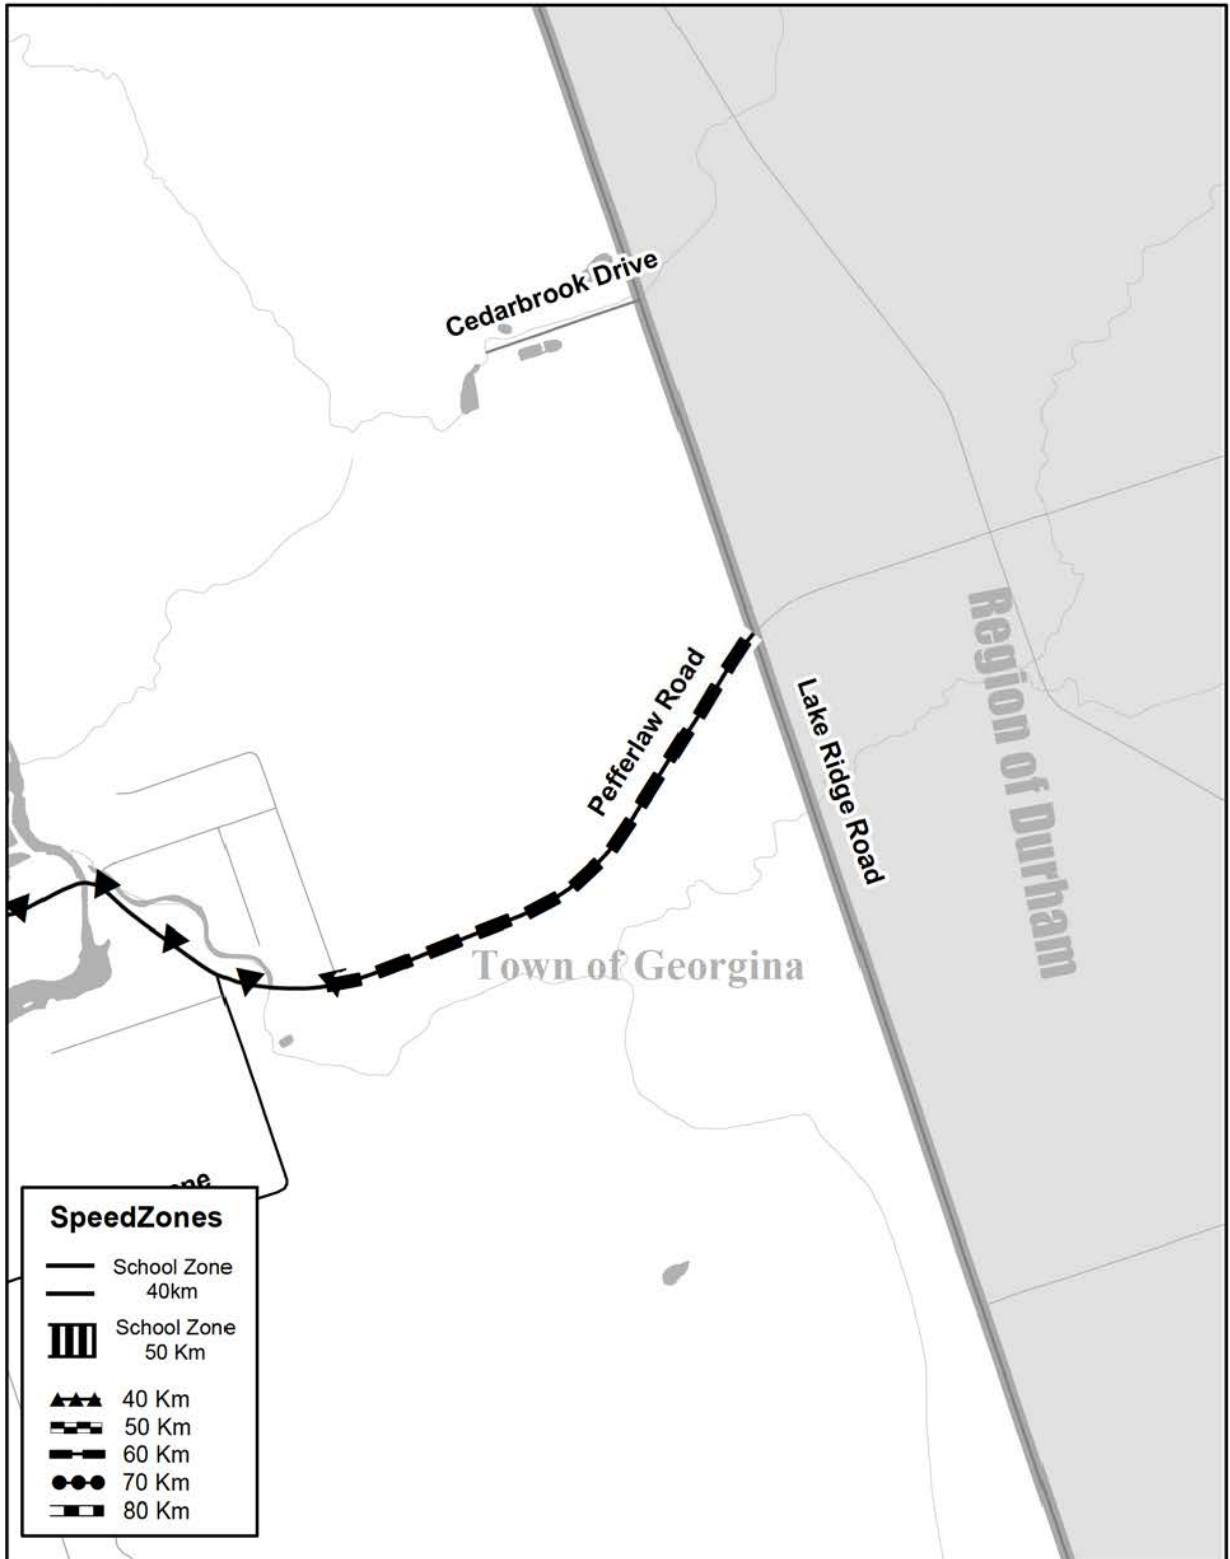 Cedarbrook Drive
Pefferlaw Road
Lake Ridge Road
Region of Durham
Town of Georgina
SpeedZones
School Zone
40km
School Zone
50 Km
40 Km
50 Km
60 Km
70 Km
80 Km